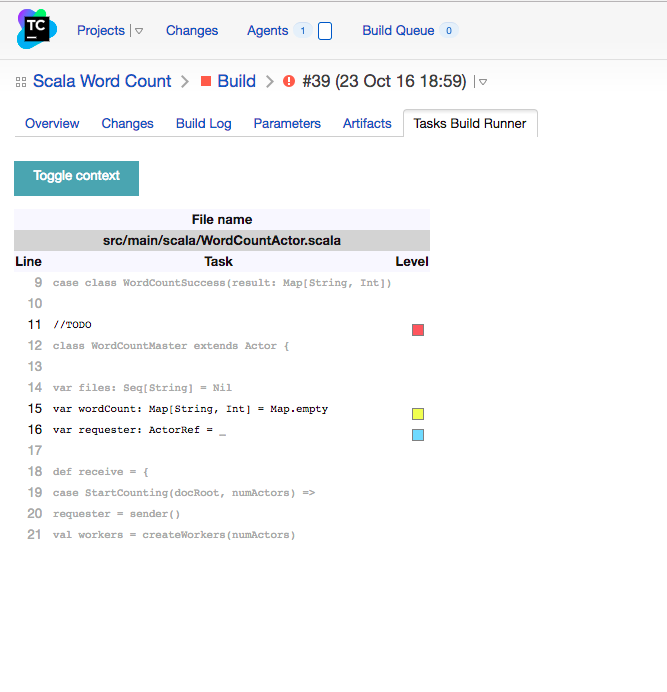 TC Projects Changes Agents 1 Build Queue 0
Scala Word Count > Build > #39 (23 Oct 16 18:59)
Overview Changes Build Log Parameters Artifacts Tasks Build Runner
Toggle context
File name
src/main/scala/WordCountActor.scala
Line Task Level
9 case class WordCountSuccess(result: Map[String, Int])
10
11 //TODO
12 class WordCountMaster extends Actor {
13
14 var files: Seq[String] = Nil
15 var wordCount: Map[String, Int] = Map.empty
16 var requester: ActorRef = _
17
18 def receive = {
19 case StartCounting(docRoot, numActors) =>
20 requester = sender()
21 val workers = createWorkers(numActors)